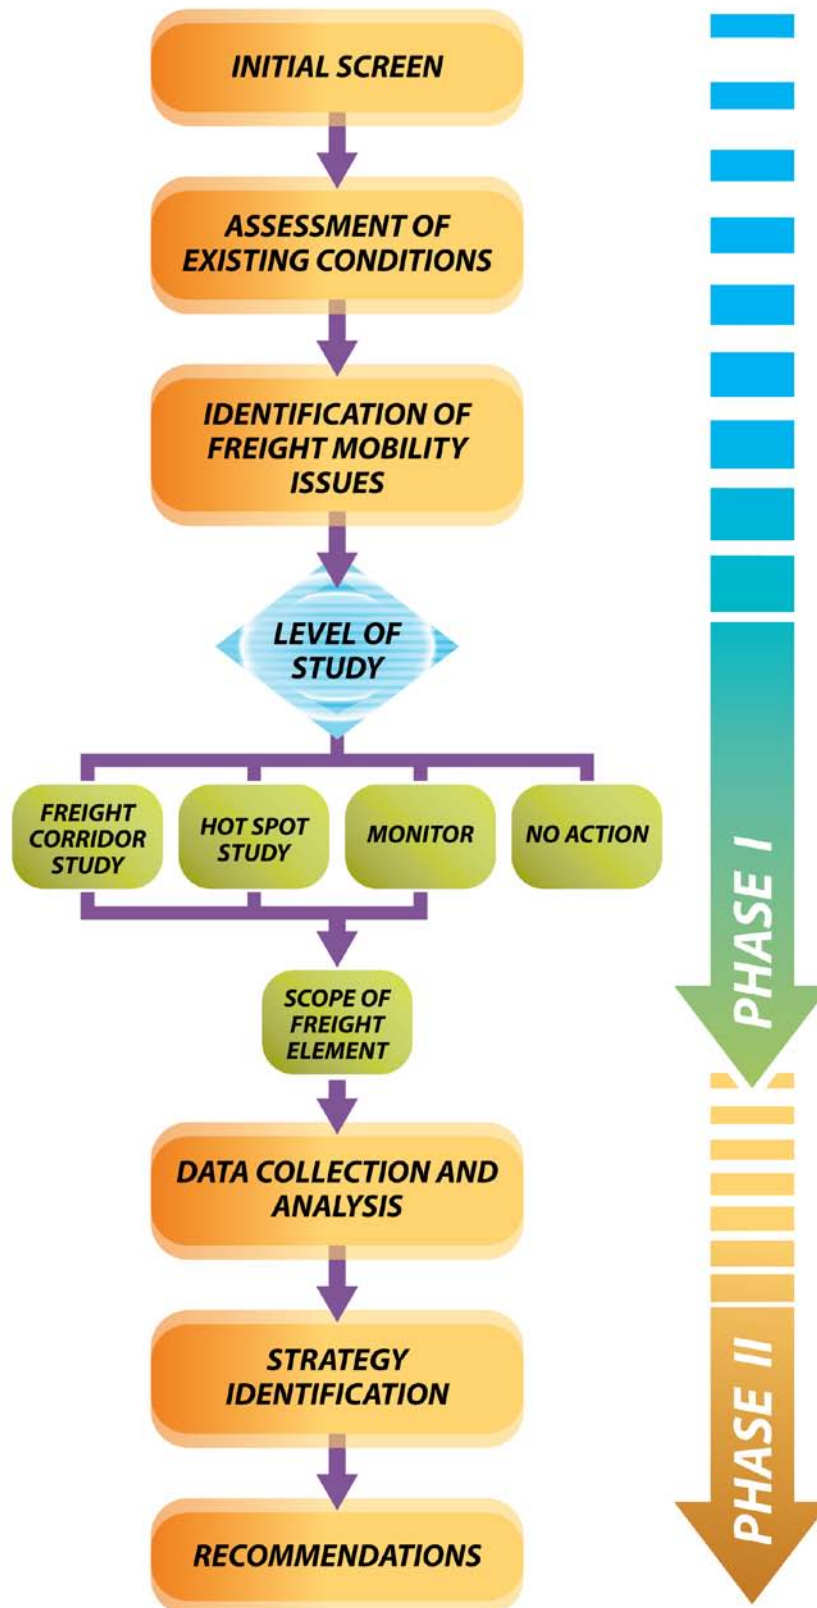 INITIAL SCREEN
ASSESSMENT OF
EXISTING CONDITIONS
IDENTIFICATION OF
FREIGHT MOBILITY
ISSUES
LEVEL OF
STUDY
FREIGHT
CORRIDOR
STUDY
HOT SPOT
STUDY
MONITOR
NO ACTION
SCOPE OF
FREIGHT
ELEMENT
DATA COLLECTION AND
ANALYSIS
STRATEGY
IDENTIFICATION
RECOMMENDATIONS
PHASE I
PHASE II